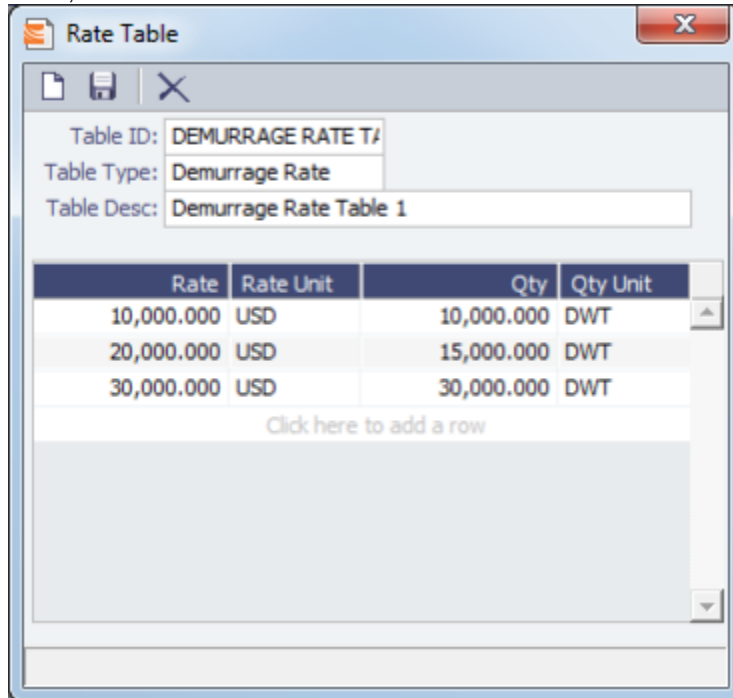 Rate Table
Table ID: DEMURRAGE RATE
Table Type: Demurrage Rate
Table Desc: Demurrage Rate Table 1
Rate Rate Unit Qty Qty Unit
10,000.000 USD 10,000.000 DWT
20,000.000 USD 15,000.000 DWT
30,000.000 USD 30,000.000 DWT
Click here to add a row